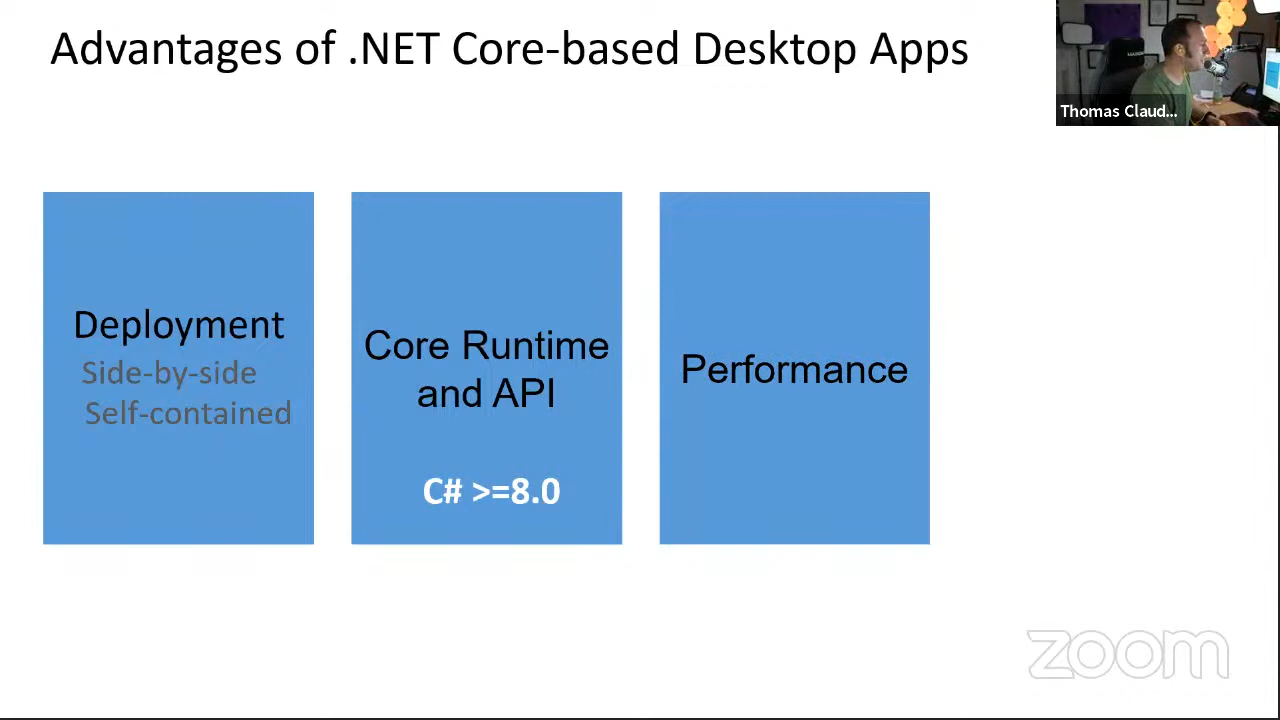 Advantages of .NET Core-based Desktop Apps
Thomas Claud...
Deployment
Side-by-side
Self-contained
Core Runtime
and API
C# >=8.0
Performance
zoom